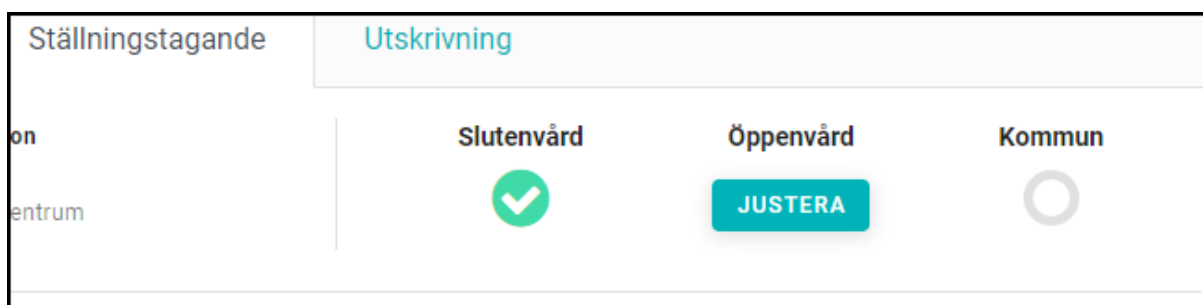 Ställningstagande Utskrivning
on Slutenvård Öppenvård Kommun
entrum JUSTERA